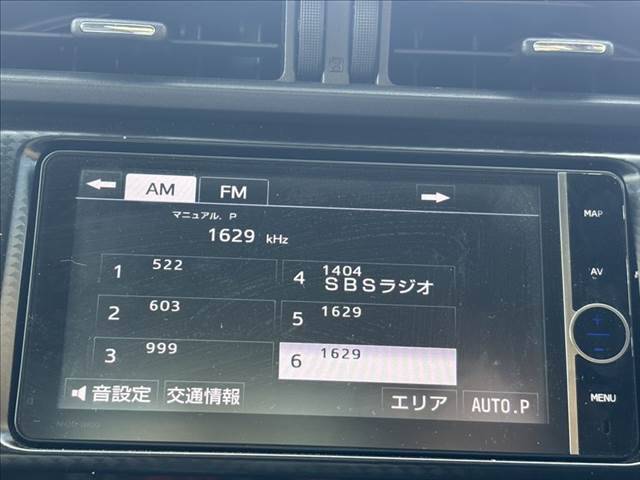 AM FM
マニュアル. P
1629 kHz
1 522
2 603
3 999
4 1404 SBSラジオ
5 1629
6 1629
音設定 交通情報 エリア AUTO.P
MAP
AV
MENU